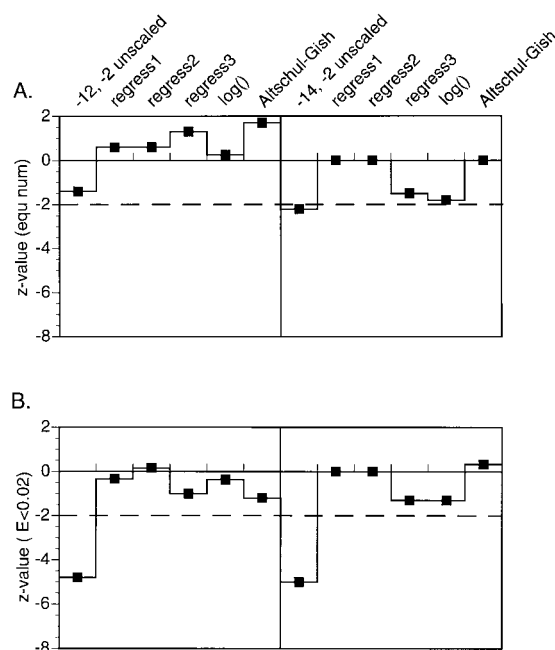 -12, -2 unscaled
regress1
regress2
regress3
log()
Altschul-Gish
-14, -2 unscaled
regress1
regress2
regress3
log()
Altschul-Gish
A.
z-value (equ num)
2
0
-2
-4
-6
-8
B.
z-value ( E<0.02)
2
0
-2
-4
-6
-8